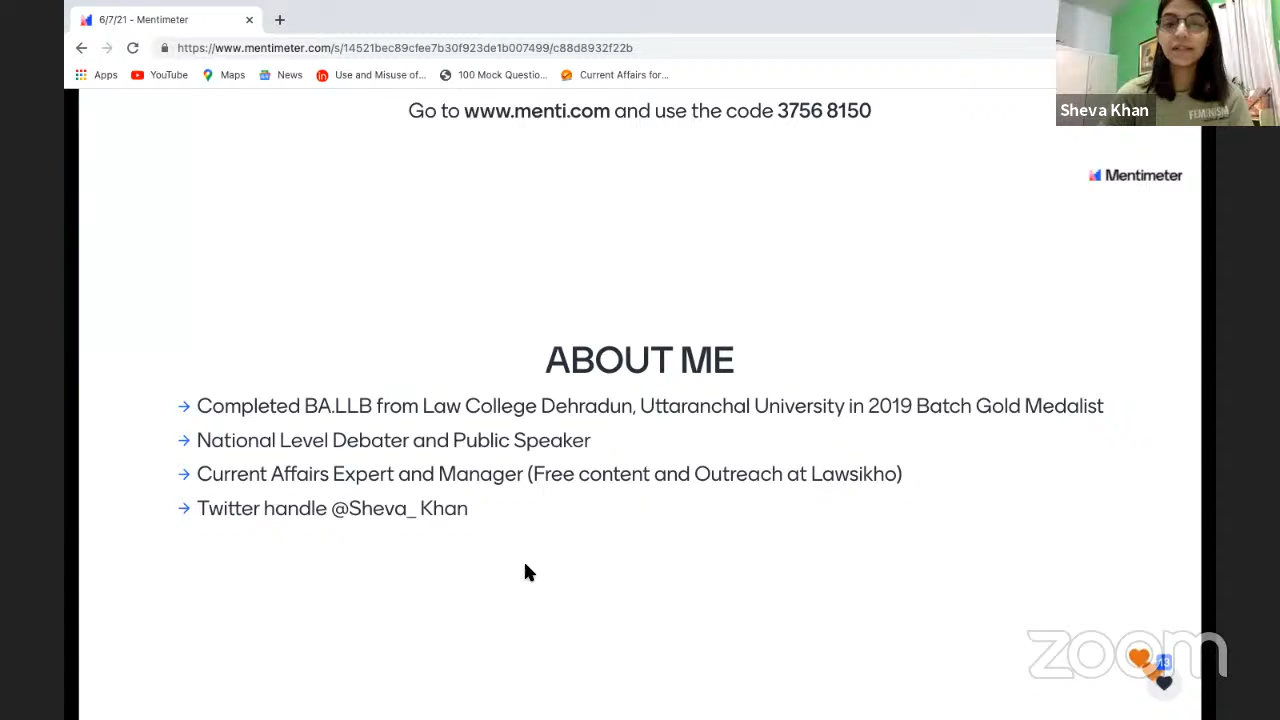 6/7/21 - Mentimeter
https://www.mentimeter.com/s/14521bec89cfee7b30f923de1b007499/c88d8932f22b
Apps YouTube Maps News Use and Misuse of... 100 Mock Questio... Current Affairs for...
FEMINISM
Sheva Khan
Go to www.menti.com and use the code 3756 8150
Mentimeter
ABOUT ME
→ Completed BA.LLB from Law College Dehradun, Uttaranchal University in 2019 Batch Gold Medalist
→ National Level Debater and Public Speaker
→ Current Affairs Expert and Manager (Free content and Outreach at Lawsikho)
→ Twitter handle @Sheva_ Khan
zoom
13